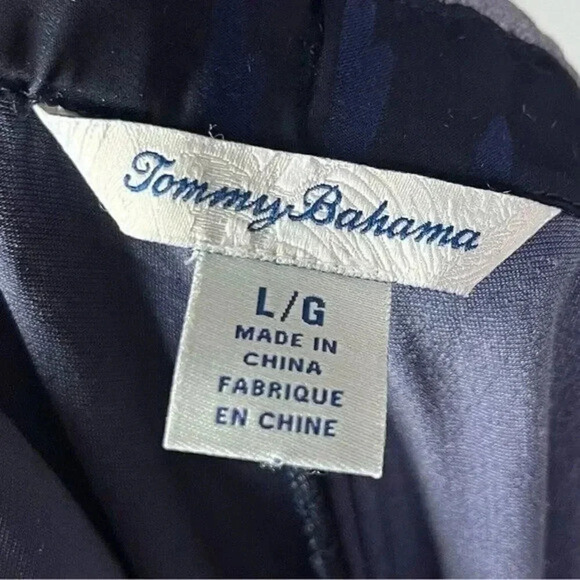 Tommy Bahama
L/G
MADE IN
CHINA
FABRIQUE
EN CHINE